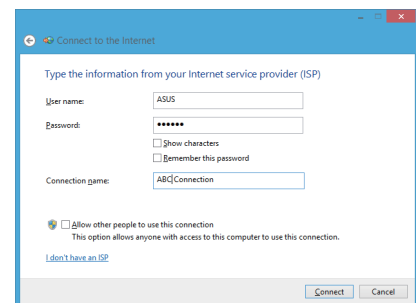 Connect to the Internet
Type the information from your Internet service provider (ISP)
User name: ASUS
Password: ••••••
Show characters
Remember this password
Connection name: ABC Connection
Allow other people to use this connection
This option allows anyone with access to this computer to use this connection.
I don't have an ISP
Connect Cancel